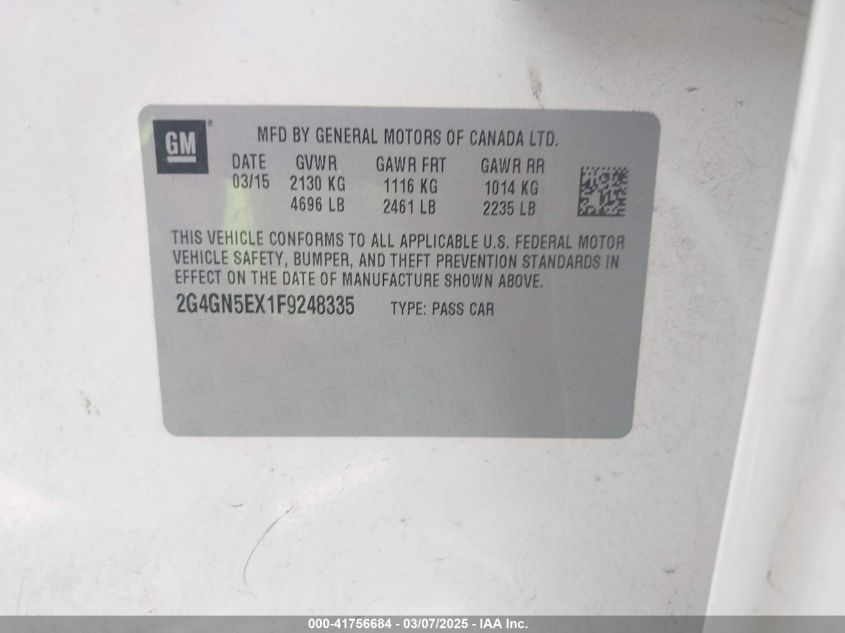 GM®
MFD BY GENERAL MOTORS OF CANADA LTD.
DATE GVWR GAWR FRT GAWR RR
03/15 2130 KG 1116 KG 1014 KG
4696 LB 2461 LB 2235 LB
THIS VEHICLE CONFORMS TO ALL APPLICABLE U.S. FEDERAL MOTOR
VEHICLE SAFETY, BUMPER, AND THEFT PREVENTION STANDARDS IN
EFFECT ON THE DATE OF MANUFACTURE SHOWN ABOVE.
2G4GN5EX1F9248335 TYPE: PASS CAR
000-41756684 - 03/07/2025 - IAA Inc.